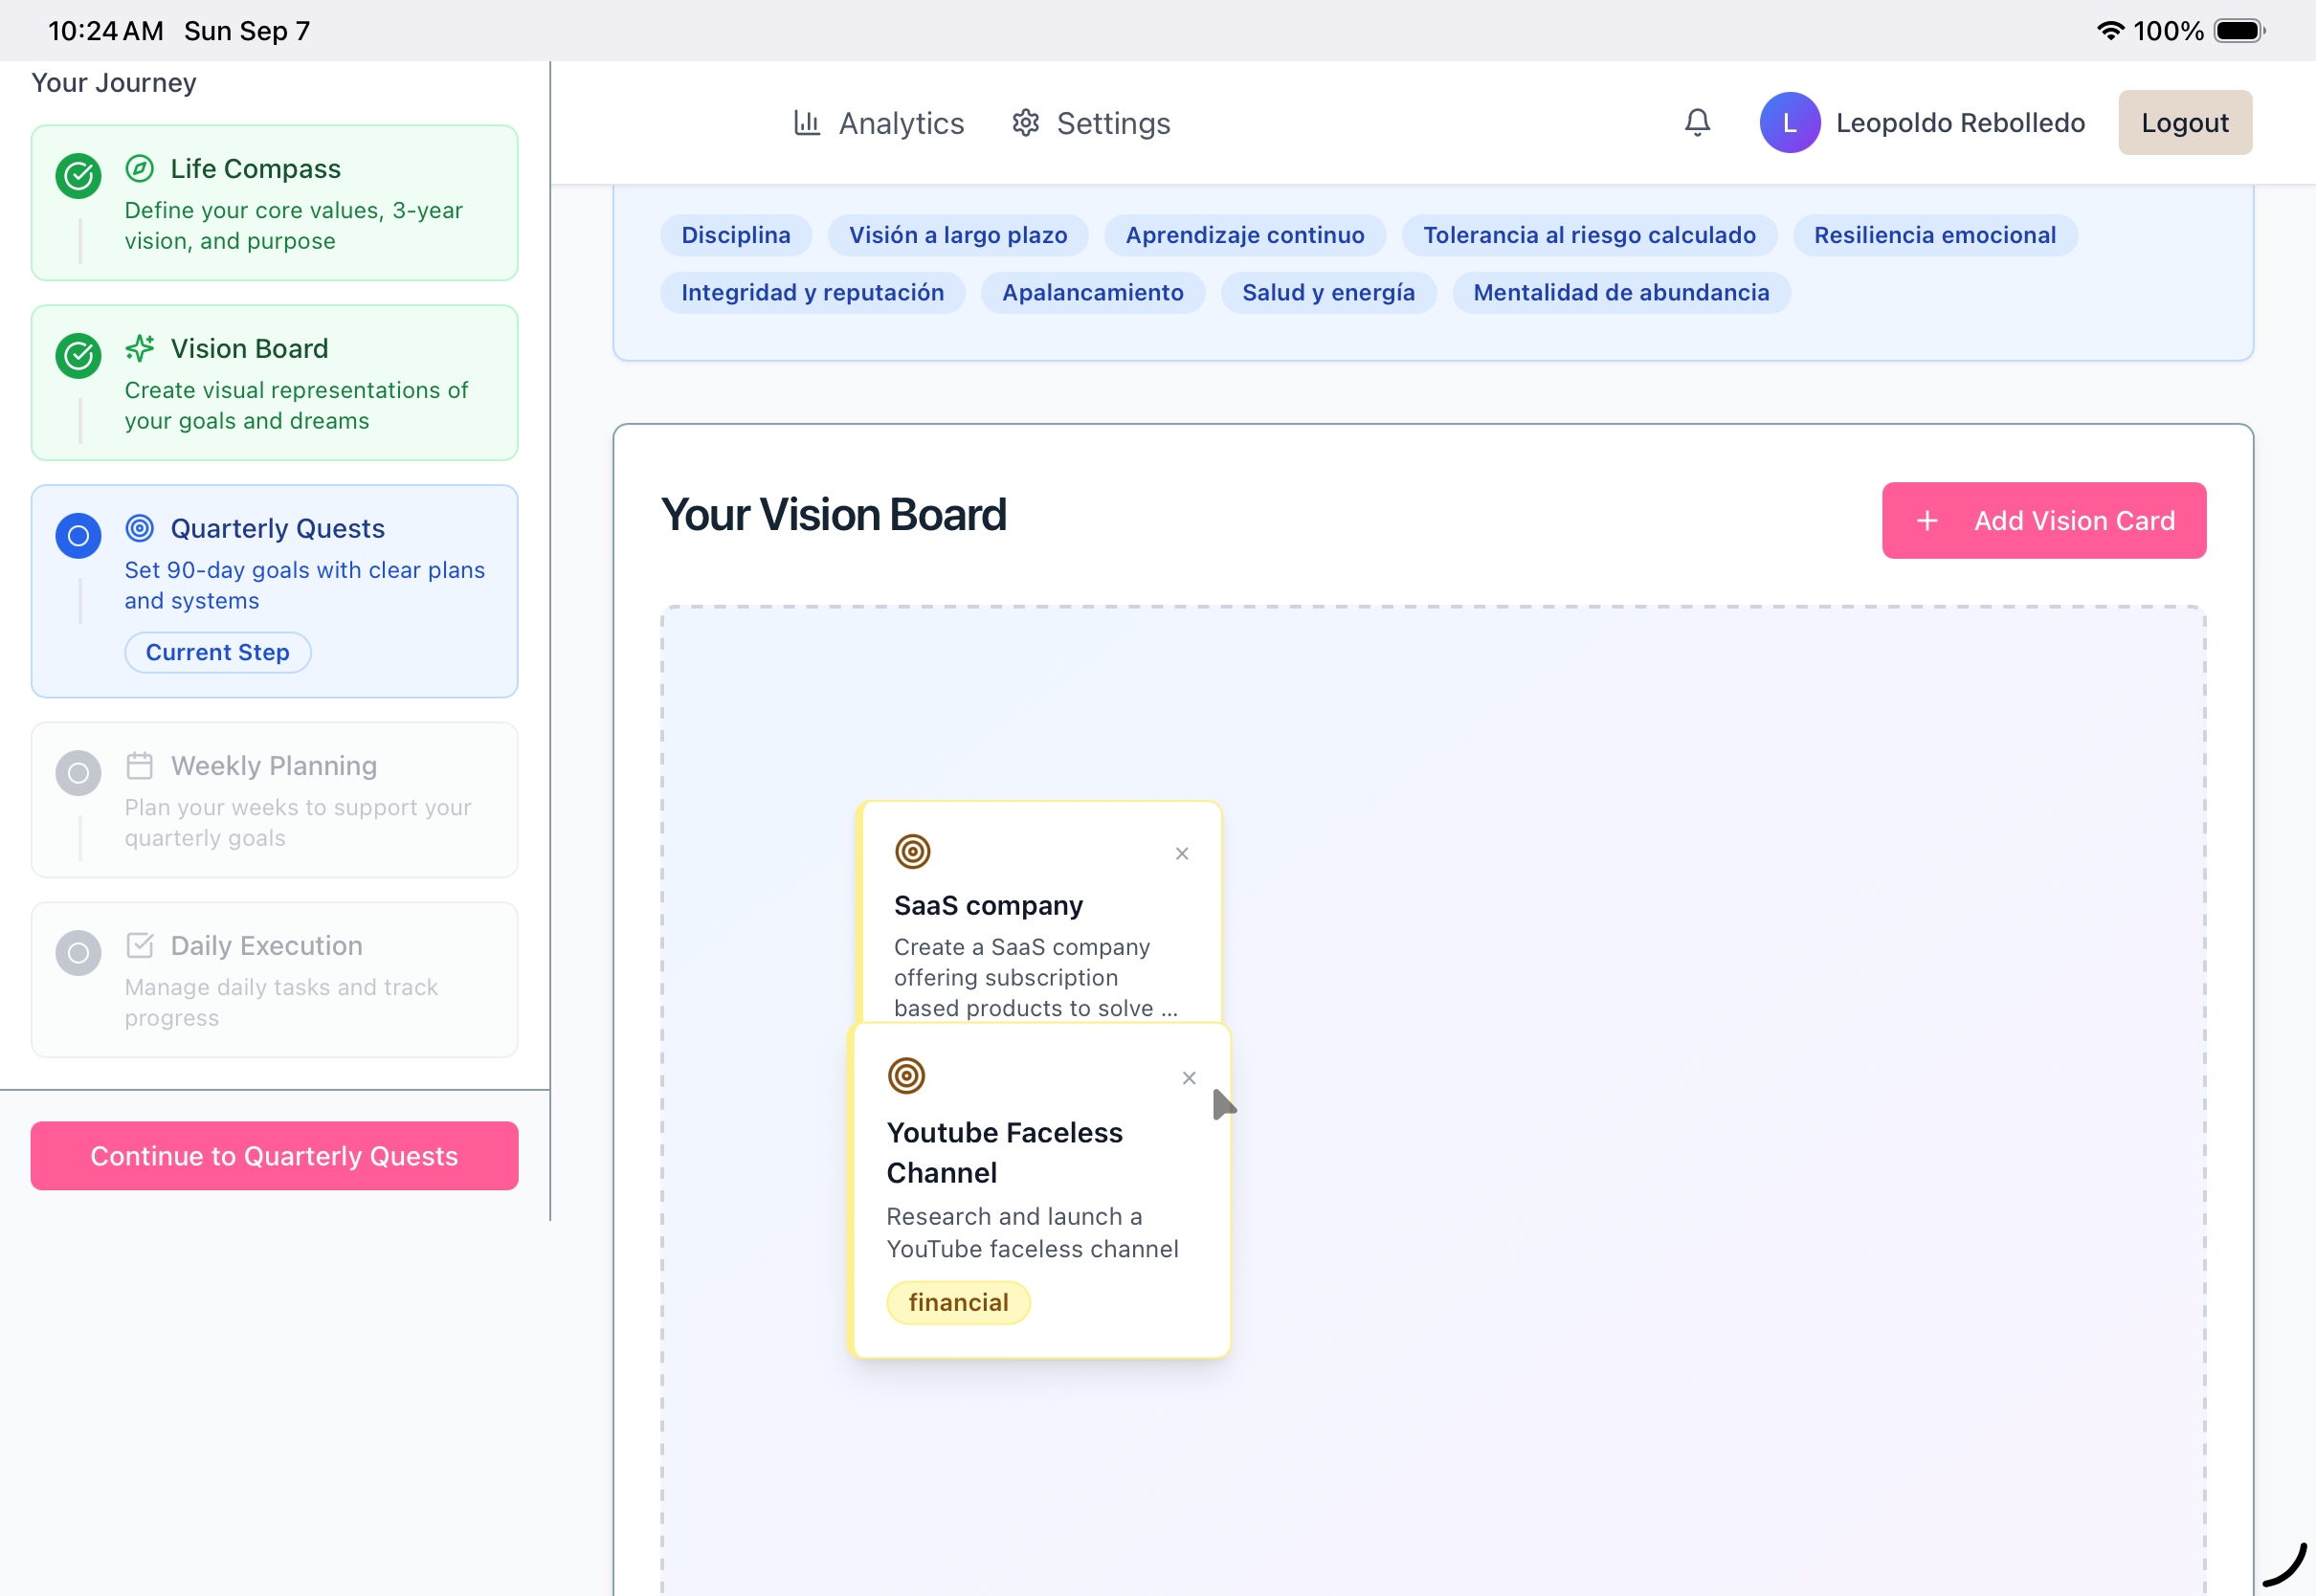 10:24 AM Sun Sep 7
100%
Your Journey
Life Compass
Define your core values, 3-year
vision, and purpose
Vision Board
Create visual representations of
your goals and dreams
Quarterly Quests
Set 90-day goals with clear plans
and systems
Current Step
Weekly Planning
Plan your weeks to support your
quarterly goals
Daily Execution
Manage daily tasks and track
progress
Continue to Quarterly Quests
Analytics Settings
L Leopoldo Rebolledo Logout
Disciplina Visión a largo plazo Aprendizaje continuo Tolerancia al riesgo calculado Resiliencia emocional
Integridad y reputación Apalancamiento Salud y energía Mentalidad de abundancia
Your Vision Board
Add Vision Card
SaaS company
Create a SaaS company
offering subscription
based products to solve ...
Youtube Faceless
Channel
Research and launch a
YouTube faceless channel
financial